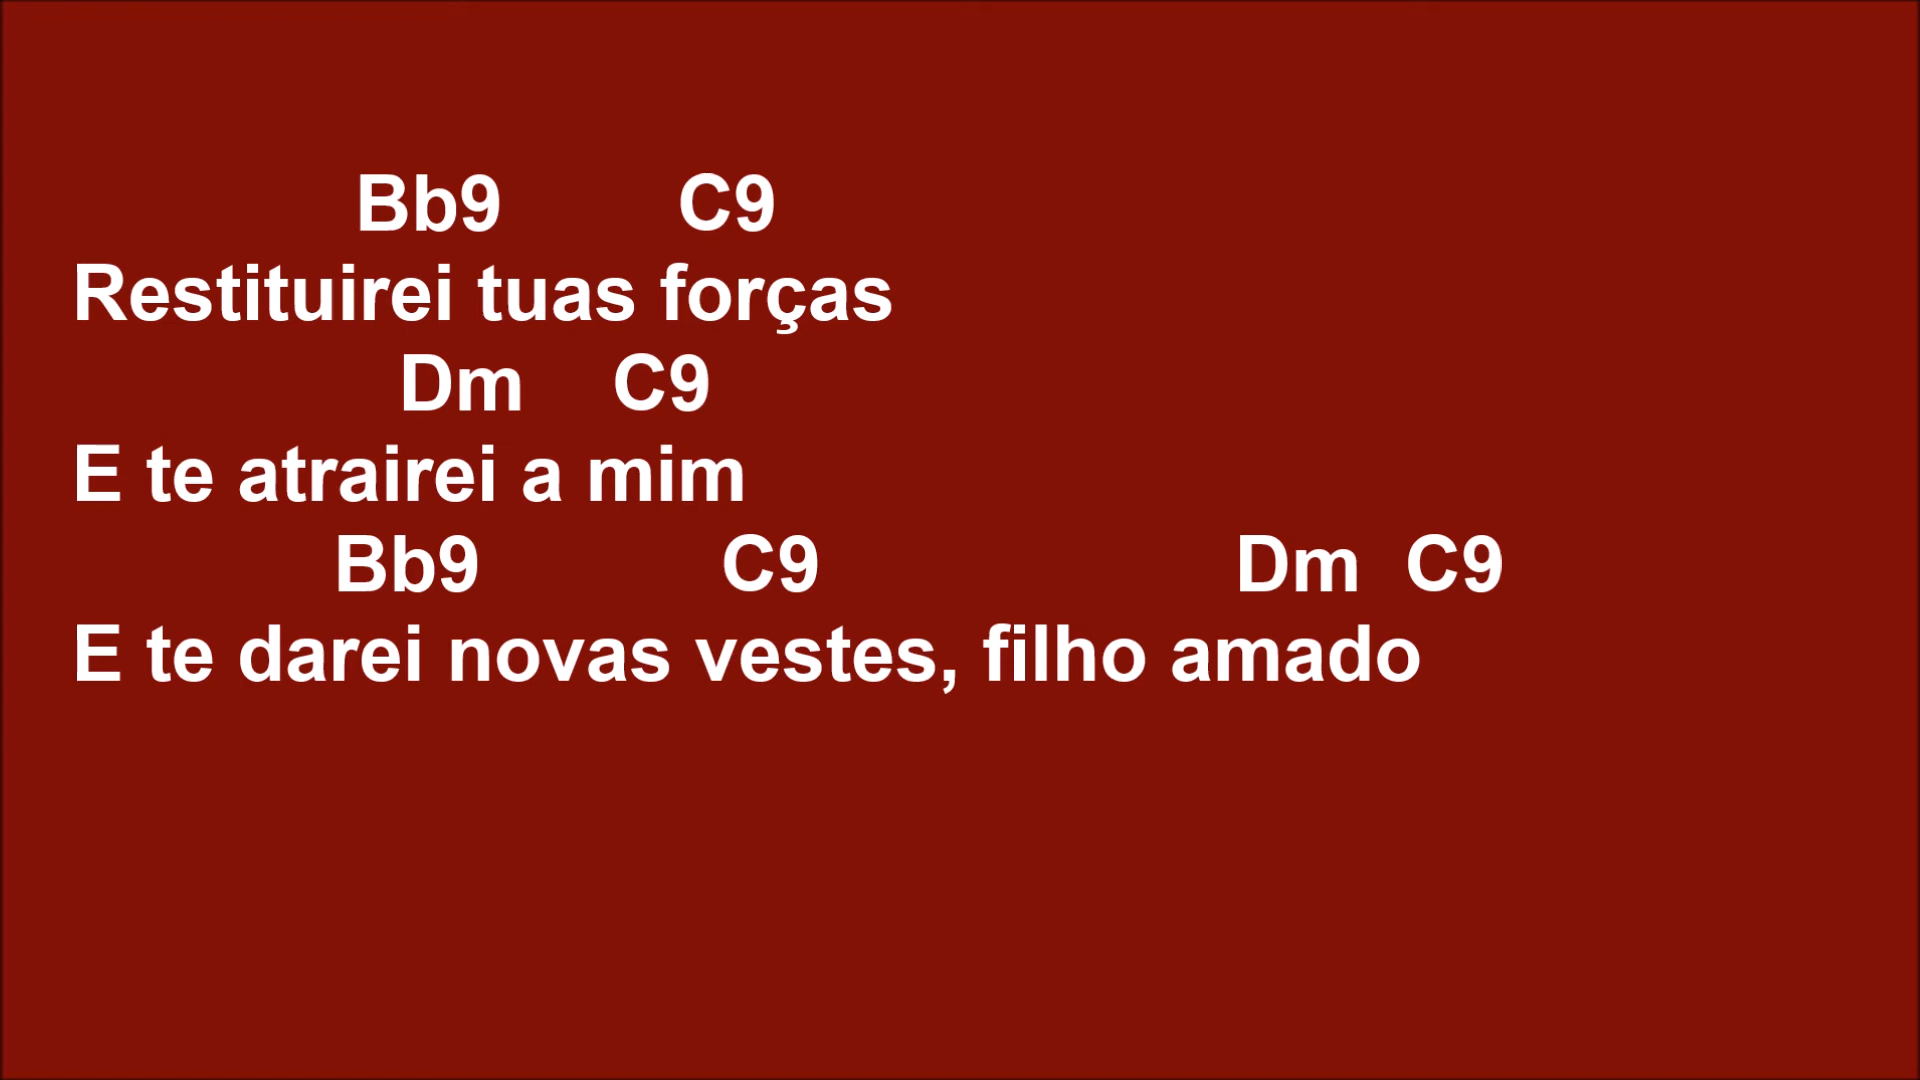 Bb9 C9
Restituirei tuas forças
Dm C9
E te atrairei a mim
Bb9 C9 Dm C9
E te darei novas vestes, filho amado